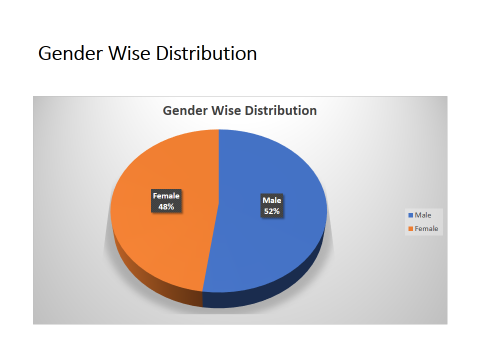 Gender Wise Distribution
Gender Wise Distribution
Female
48%
Male
52%
Male
Female